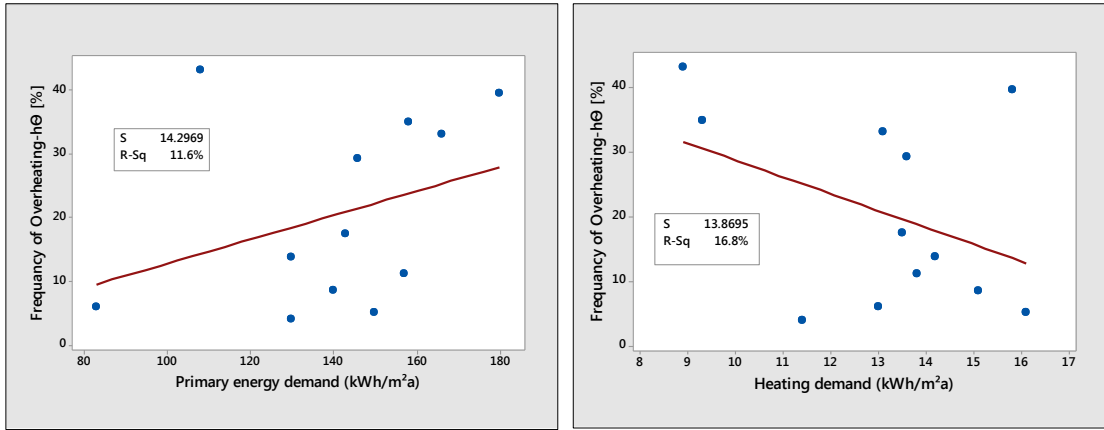 Frequancy of Overheating-hΘ [%]
40
30
20
10
0
S 14.2969
R-Sq 11.6%
80 100 120 140 160 180
Primary energy demand (kWh/m²a)
Frequancy of Overheating-hΘ [%]
40
30
20
10
0
S 13.8695
R-Sq 16.8%
8 9 10 11 12 13 14 15 16 17
Heating demand (kWh/m²a)